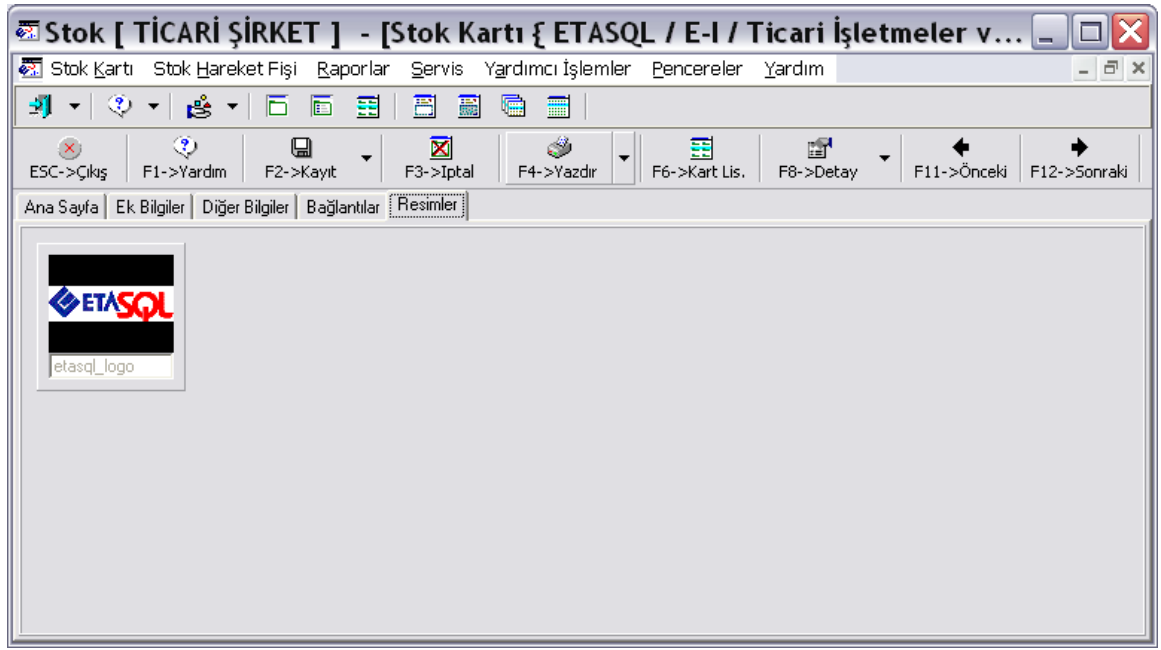 Stok [ TİCARİ ŞİRKET ] - [Stok Kartı { ETASQL / E-I / Ticari İşletmeler v...
Stok Kartı Stok Hareket Fişi Raporlar Servis Yardımcı İşlemler Pencereler Yardım
ESC->Çıkış F1->Yardım F2->Kayıt F3->Iptal F4->Yazdır F6->Kart Lis. F8->Detay F11->Önceki F12->Sonraki
Ana Sayfa Ek Bilgiler Diğer Bilgiler Bağlantılar Resimler
ETASQL
etasql_logo